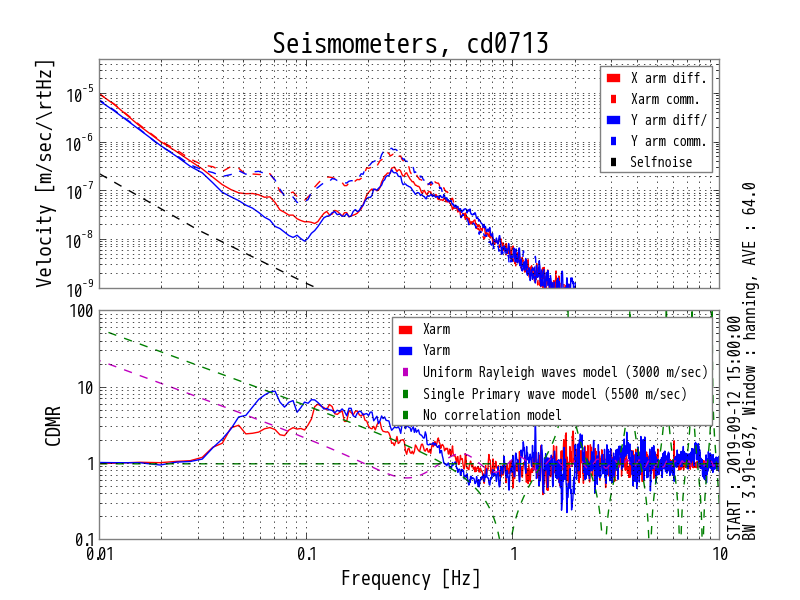 Seismometers, cd0713
Velocity [m/sec/\rtHz]
10^-5
10^-6
10^-7
10^-8
10^-9
X arm diff.
Xarm comm.
Y arm diff/
Y arm comm.
Selfnoise
CDMR
100
10
1
0.1
Xarm
Yarm
Uniform Rayleigh waves model (3000 m/sec)
Single Primary wave model (5500 m/sec)
No correlation model
0.01
0.1
1
10
Frequency [Hz]
START : 2019-09-12 15:00:00
BW : 3.91e-03, Window : hanning, AVE : 64.0